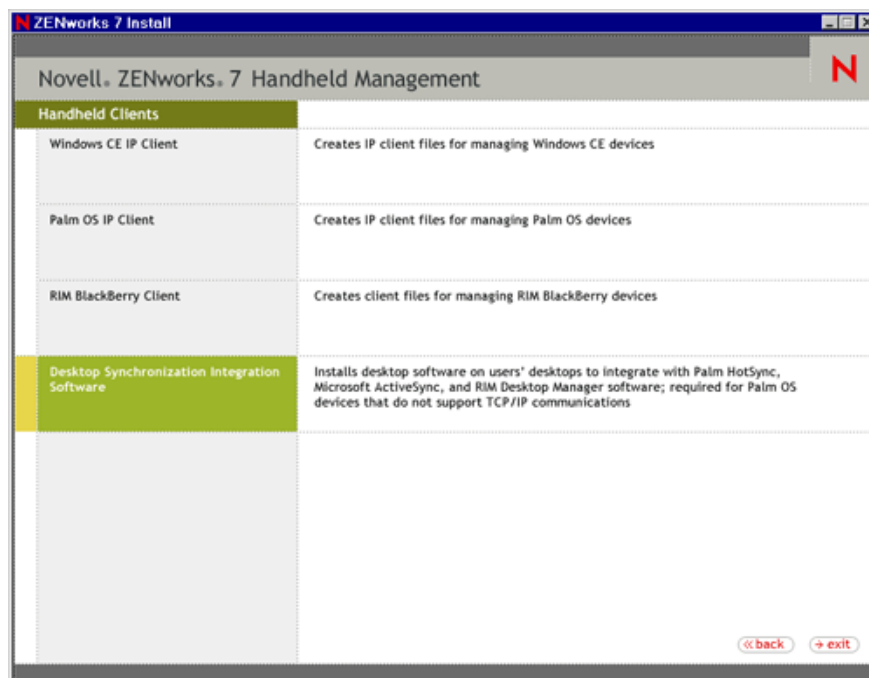 N ZENworks 7 Install
Novell. ZENworks. 7 Handheld Management
N
Handheld Clients
Windows CE IP Client
Creates IP client files for managing Windows CE devices
Palm OS IP Client
Creates IP client files for managing Palm OS devices
RIM BlackBerry Client
Creates client files for managing RIM BlackBerry devices
Desktop Synchronization Integration
Software
Installs desktop software on users' desktops to integrate with Palm HotSync,
Microsoft ActiveSync, and RIM Desktop Manager software; required for Palm OS
devices that do not support TCP/IP communications
«back
→ exit